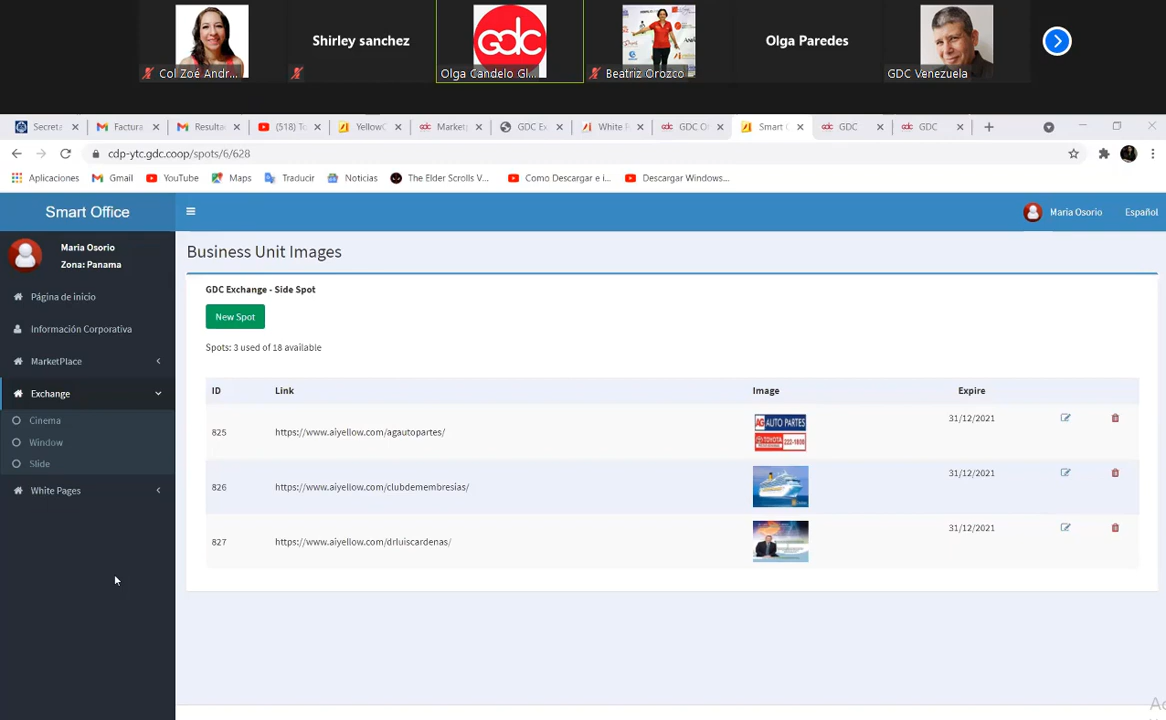 Col Zoé Andr...
Shirley sanchez
gdc
Olga Candelo Gl...
Beatriz Orozco
Olga Paredes
GDC Venezuela
Secreta
Factura
Resulta
(518) To
YellowC
Marketp
GDC Ex
White P
GDC O
Smart O
GDC
GDC
cdp-ytc.gdc.coop/spots/6/628
Aplicaciones
Gmail
YouTube
Maps
Traducir
Noticias
The Elder Scrolls V...
Como Descargar e i...
Descargar Windows...
Smart Office
Maria Osorio
Español
Maria Osorio
Zona: Panama
Página de inicio
Información Corporativa
MarketPlace
Exchange
Cinema
Window
Slide
White Pages
Business Unit Images
GDC Exchange - Side Spot
New Spot
Spots: 3 used of 18 available
ID Link Image Expire
825 https://www.aiyellow.com/agautopartes/ 31/12/2021
AG AUTO PARTES
TOYOTA
222-1808
826 https://www.aiyellow.com/clubdemembresias/ 31/12/2021
827 https://www.aiyellow.com/drluiscardenas/ 31/12/2021